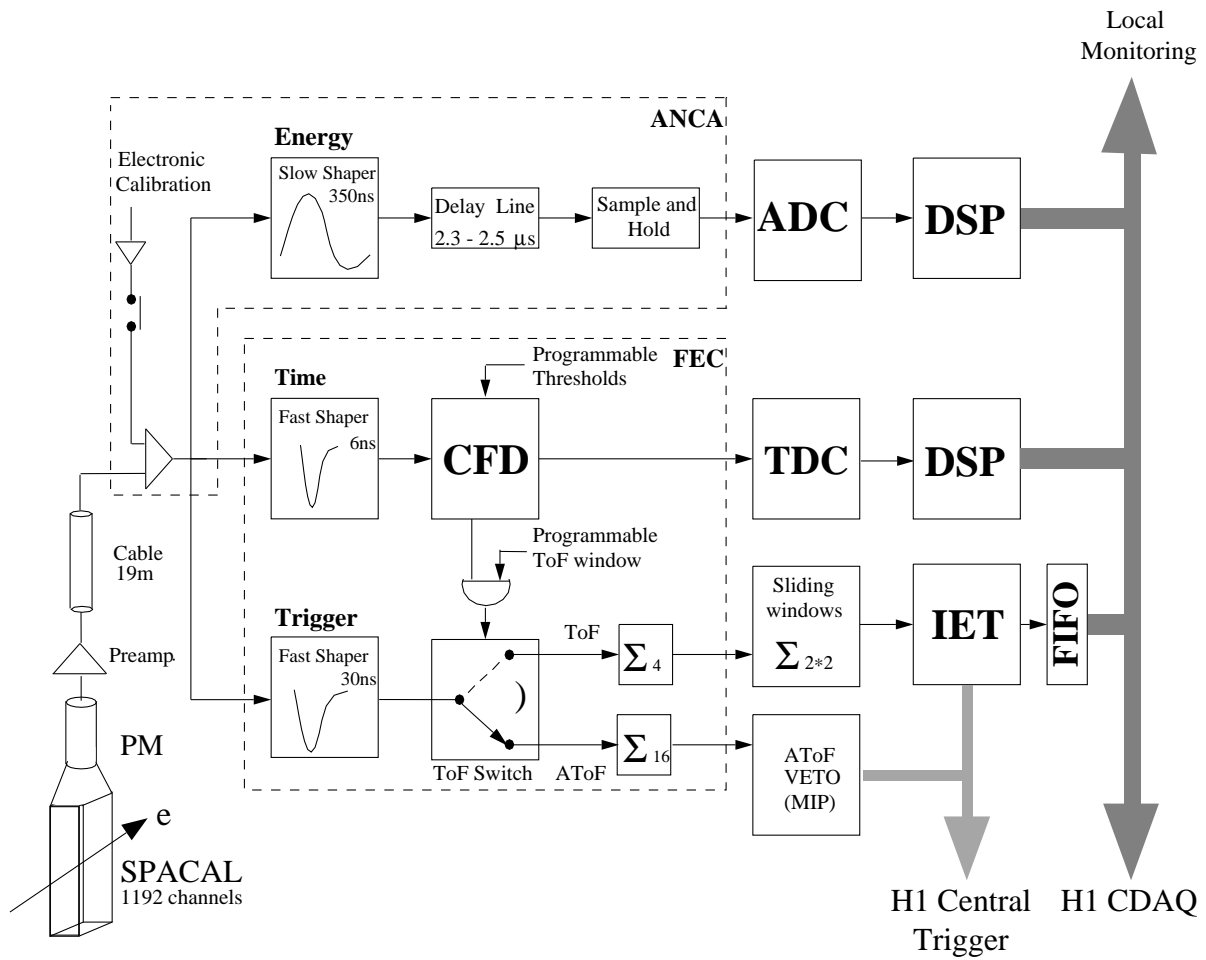 Local
Monitoring
ANCA
Energy
Electronic
Calibration
Slow Shaper
350ns
Delay Line
2.3 - 2.5 μs
Sample and
Hold
ADC
DSP
FEC
Programmable
Thresholds
Time
Fast Shaper
6ns
CFD
TDC
DSP
Cable
19m
Programmable
ToF window
Trigger
Fast Shaper
30ns
ToF
Σ 4
Sliding
windows
Σ 2*2
IET
FIFO
Preamp.
)
ToF Switch
AToF
Σ 16
AToF
VETO
(MIP)
PM
e
SPACAL
1192 channels
H1 Central
Trigger
H1 CDAQ